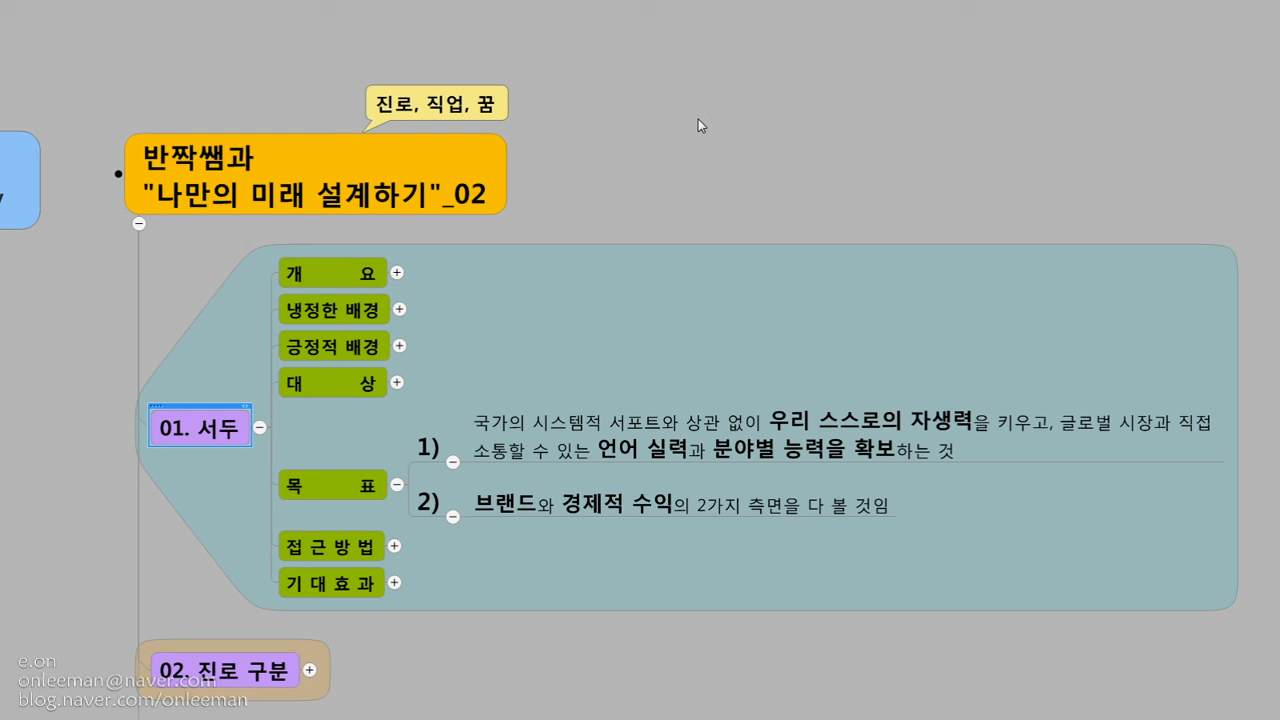 진로, 직업, 꿈
반짝쌤과
"나만의 미래 설계하기"_02
개 요
냉정한 배경
긍정적 배경
대 상
01. 서두
목 표
1) 국가의 시스템적 서포트와 상관 없이 우리 스스로의 자생력을 키우고, 글로벌 시장과 직접
소통할 수 있는 언어 실력과 분야별 능력을 확보하는 것
2) 브랜드와 경제적 수익의 2가지 측면을 다 볼 것임
접 근 방 법
기 대 효 과
02. 진로 구분
e.on
onleeman@naver.com
blog.naver.com/onleeman